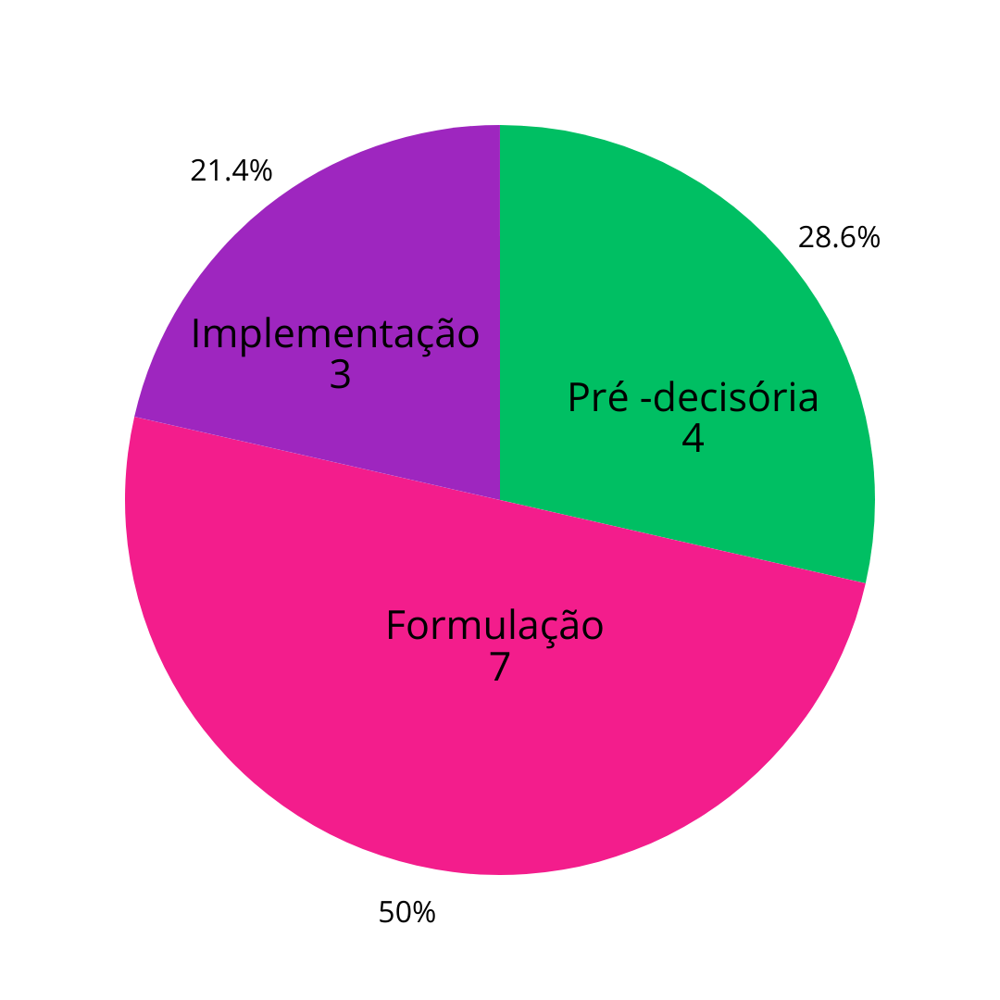 21.4%
28.6%
Implementação
3
Pré -decisória
4
Formulação
7
50%